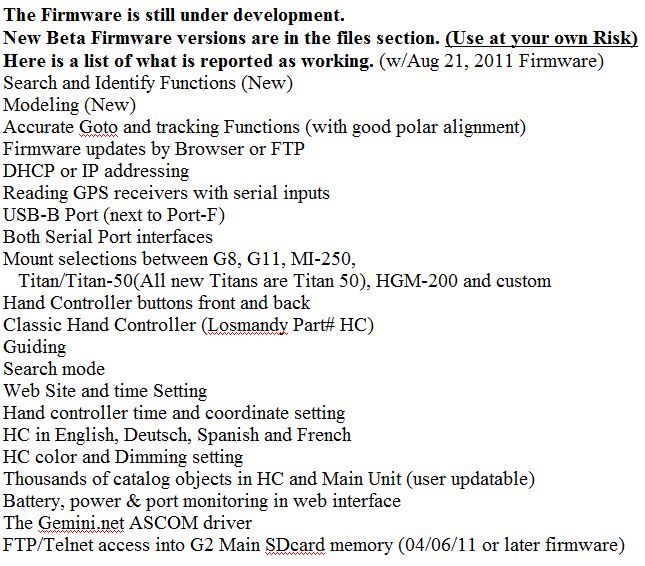 The Firmware is still under development.
New Beta Firmware versions are in the files section. (Use at your own Risk)
Here is a list of what is reported as working. (w/Aug 21, 2011 Firmware)
Search and Identify Functions (New)
Modeling (New)
Accurate Goto and tracking Functions (with good polar alignment)
Firmware updates by Browser or FTP
DHCP or IP addressing
Reading GPS receivers with serial inputs
USB-B Port (next to Port-F)
Both Serial Port interfaces
Mount selections between G8, G11, MI-250,
Titan/Titan-50(All new Titans are Titan 50), HGM-200 and custom
Hand Controller buttons front and back
Classic Hand Controller (Losmandy Part# HC)
Guiding
Search mode
Web Site and time Setting
Hand controller time and coordinate setting
HC in English, Deutsch, Spanish and French
HC color and Dimming setting
Thousands of catalog objects in HC and Main Unit (user updatable)
Battery, power & port monitoring in web interface
The Gemini.net ASCOM driver
FTP/Telnet access into G2 Main SDcard memory (04/06/11 or later firmware)